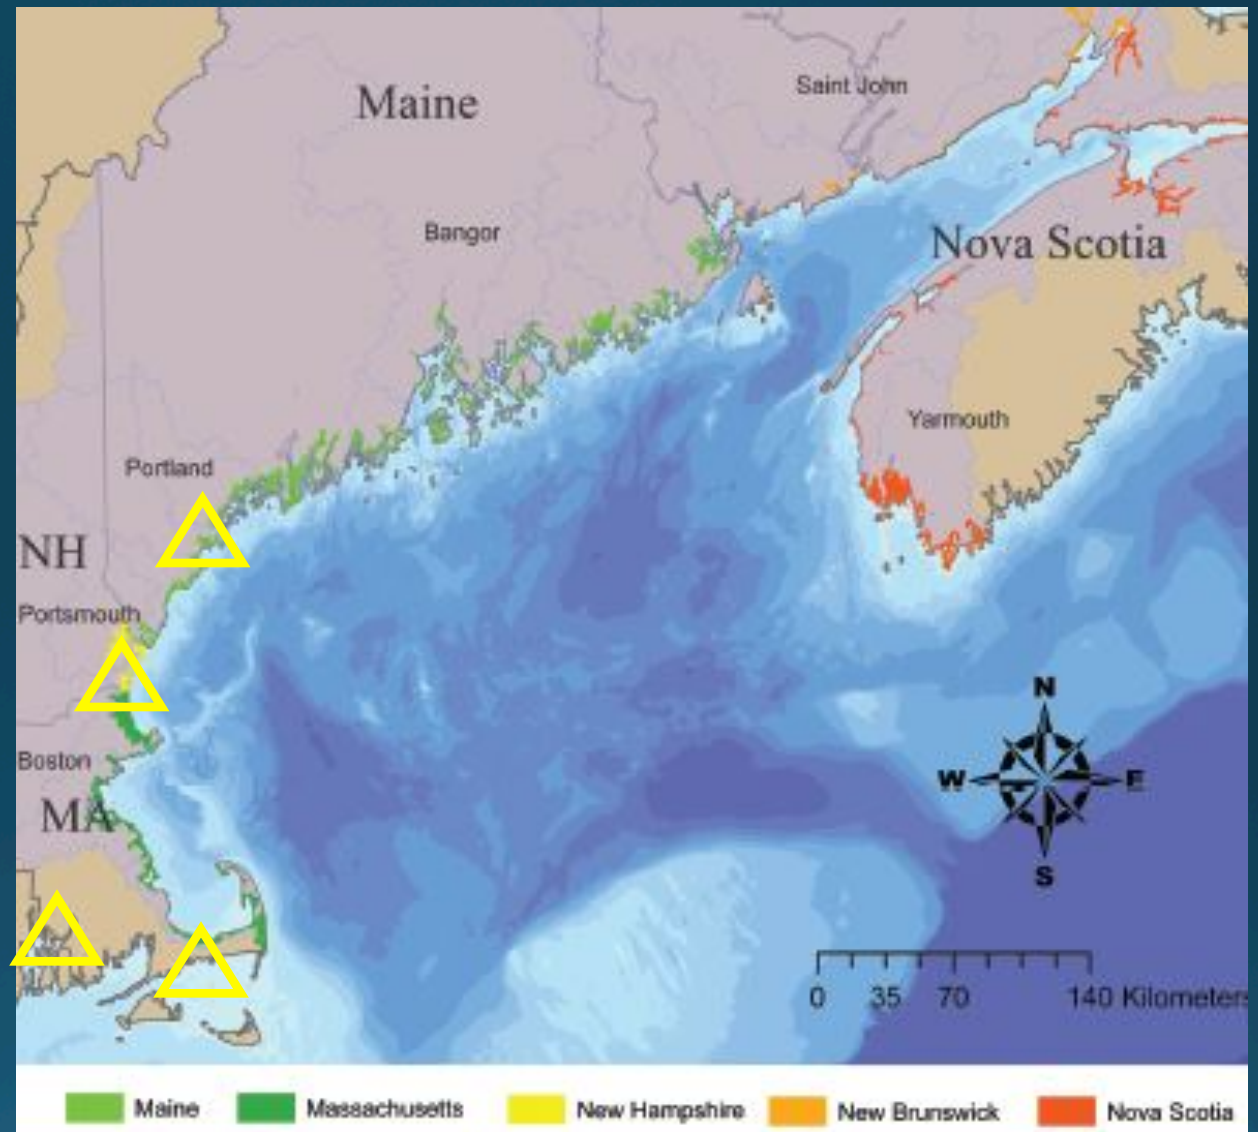 Maine
Saint John
Bangor
Nova Scotia
Yarmouth
Portland
NH
Portsmouth
N
Boston
W E
MA
S
0 35 70 140 Kilometers
Maine Massachusetts New Hampshire New Brunswick Nova Scotia